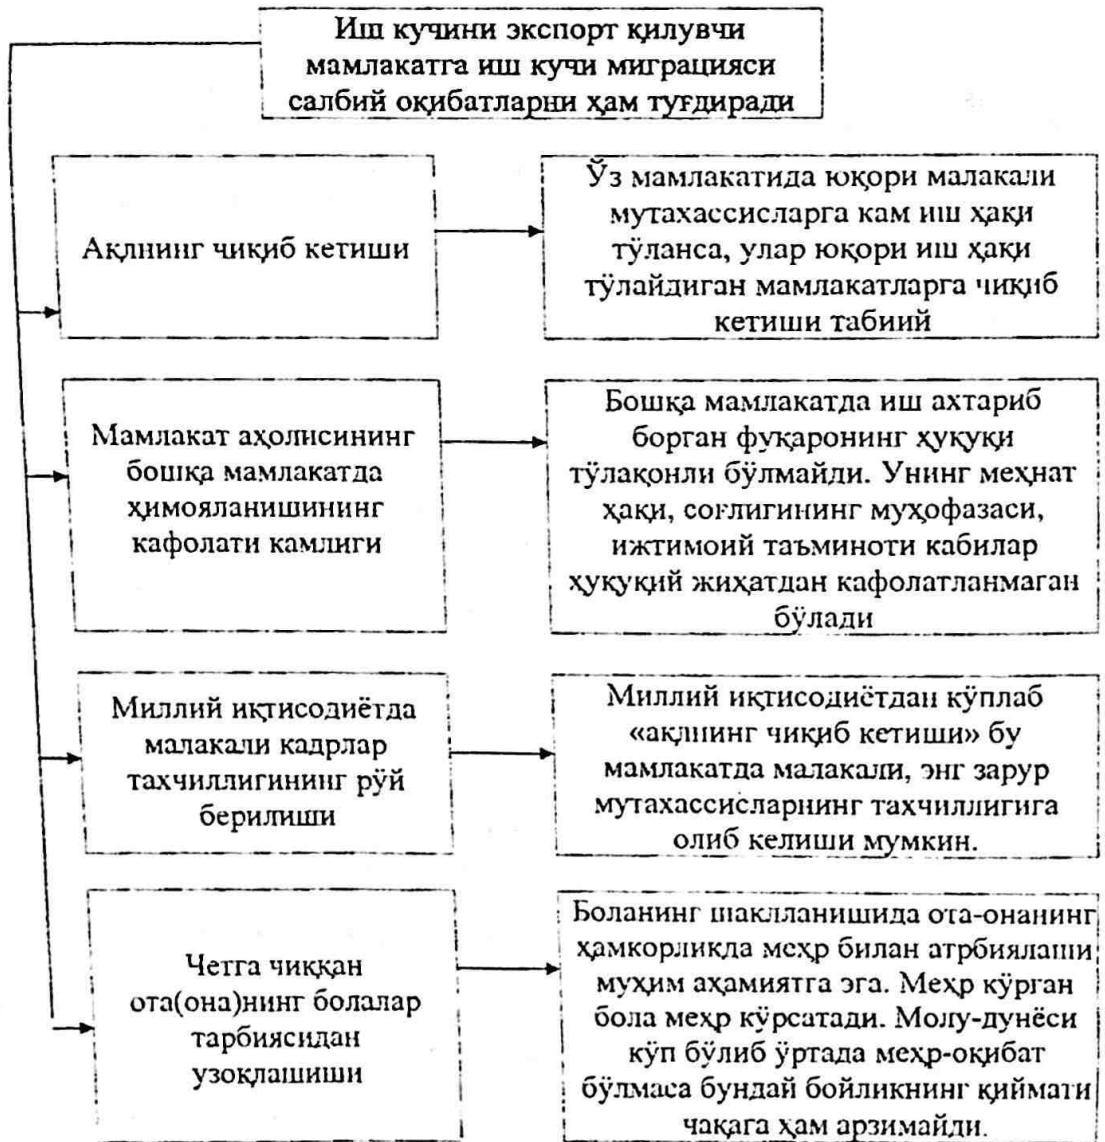 Иш кучини экспорт қилувчи
мамлакатга иш кучи миграцияси
салбий оқибатларни ҳам туғдиради
Ақлнинг чиқиб кетиши
Ўз мамлакатида юқори малакали
мутахассисларга кам иш ҳақи
тўланса, улар юқори иш ҳақи
тўлайдиган мамлакатларга чиқиб
кетиши табиий
Мамлакат аҳолисининг
бошқа мамлакатда
ҳимояланишининг
кафолати камлиги
Бошқа мамлакатда иш ахтариб
борган фуқаронинг ҳуқуқи
тўлақонли бўлмайди. Унинг меҳнат
ҳақи, соғлигининг муҳофазаси,
ижтимоий таъминоти кабилар
ҳуқуқий жиҳатдан кафолатланмаган
бўлади
Миллий иқтисодиётда
малакали кадрлар
тахчиллигининг рўй
берилиши
Миллий иқтисодиётдан кўплаб
«ақлнинг чиқиб кетиши» бу
мамлакатда малакали, энг зарур
мутахассисларнинг тахчиллигига
олиб келиши мумкин.
Четга чиққан
ота(она)нинг болалар
тарбиясидан
узоқлашиши
Боланинг шаклланишида ота-онанинг
ҳамкорликда меҳр билан атрбиялаши
муҳим аҳамиятга эга. Меҳр кўрган
бола меҳр кўрсатади. Молу-дунёси
кўп бўлиб ўртада меҳр-оқибат
бўлмаса бундай бойликнинг қиймати
чақага ҳам арзимайди.